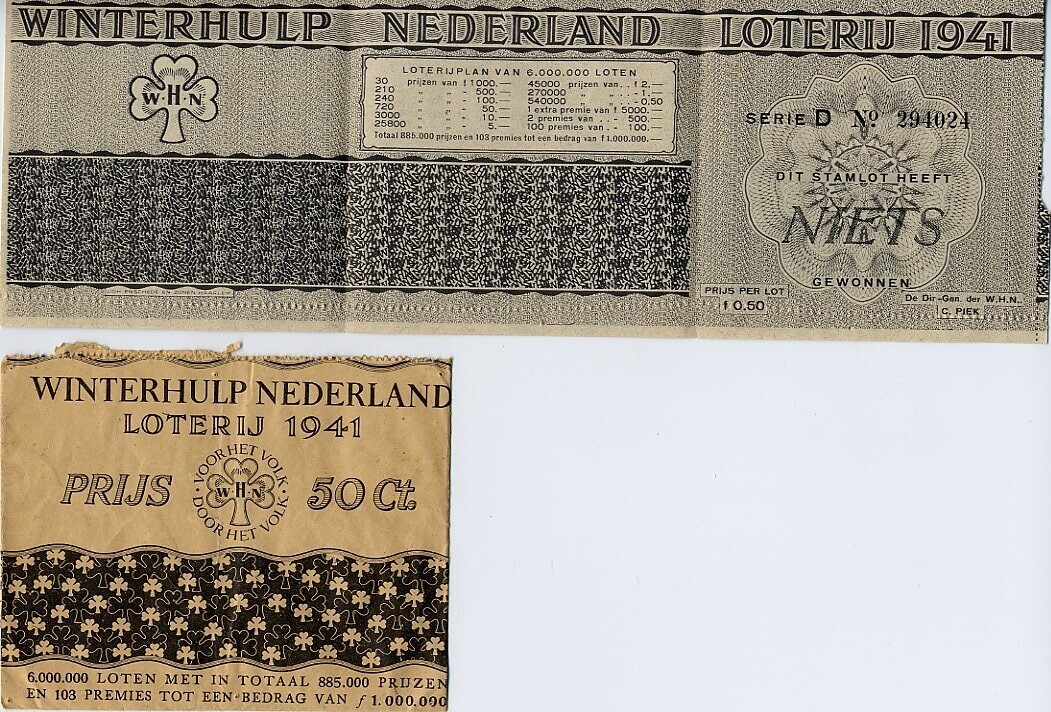 WINTERHULP NEDERLAND LOTERIJ 1941
W·H·N
LOTERIJPLAN VAN 6.000.000 LOTEN
30 prijzen van f 1000.—
210 „ „ - 500.—
240 „ „ - 100.—
720 „ „ - 50.—
3000 „ „ - 10.—
25800 „ „ - 5.—
45000 prijzen van . . f 2,—
270000 „ „ . . - 1,—
540000 „ „ . . - 0,50
1 extra premie van f 5000.—
2 premies van . . - 500.—
100 premies van . - 100.—
Totaal 885.000 prijzen en 103 premies tot een bedrag van f 1.000.000.—
SERIE D № 294024
DIT STAMLOT HEEFT
NIETS
GEWONNEN
PRIJS PER LOT
f 0.50
De Dir-Gen. der W.H.N.,
C. PIEK
WINTERHULP NEDERLAND
LOTERIJ 1941
PRIJS
VOOR HET VOLK
W·H·N
DOOR HET VOLK
50 Ct.
6.000.000 LOTEN MET IN TOTAAL 885.000 PRIJZEN
EN 103 PREMIES TOT EEN BEDRAG VAN f 1.000.000